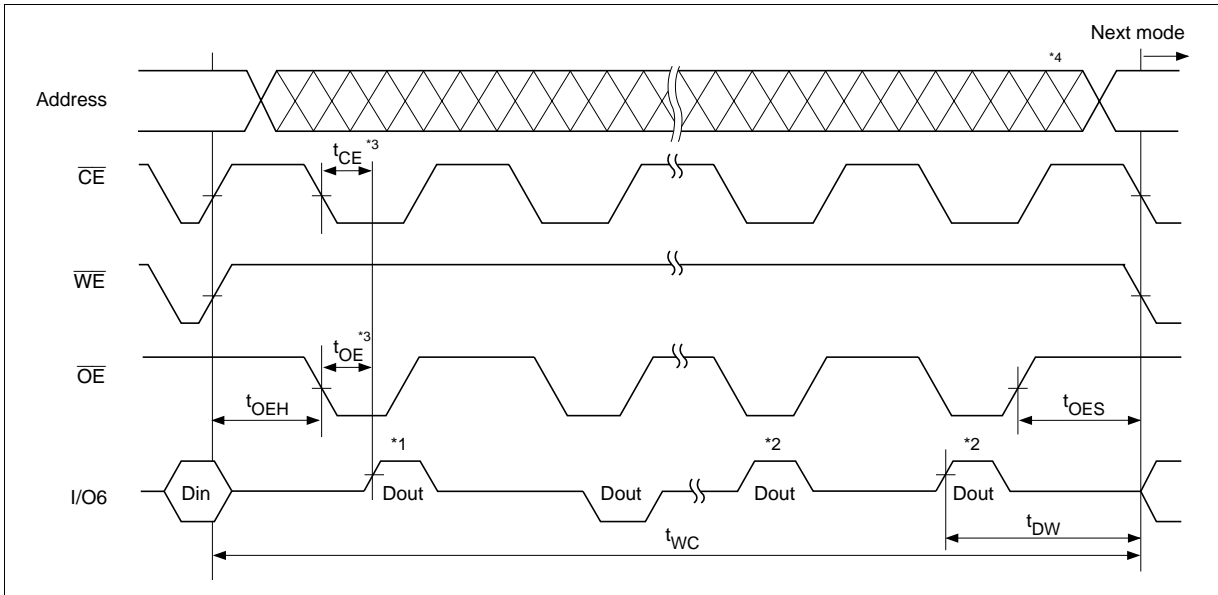 Next mode
*4
Address
tCE *3
CE
WE
tOE *3
OE
tOEH
tOES
*1
*2
*2
I/O6
Din
Dout
Dout
Dout
Dout
tDW
tWC